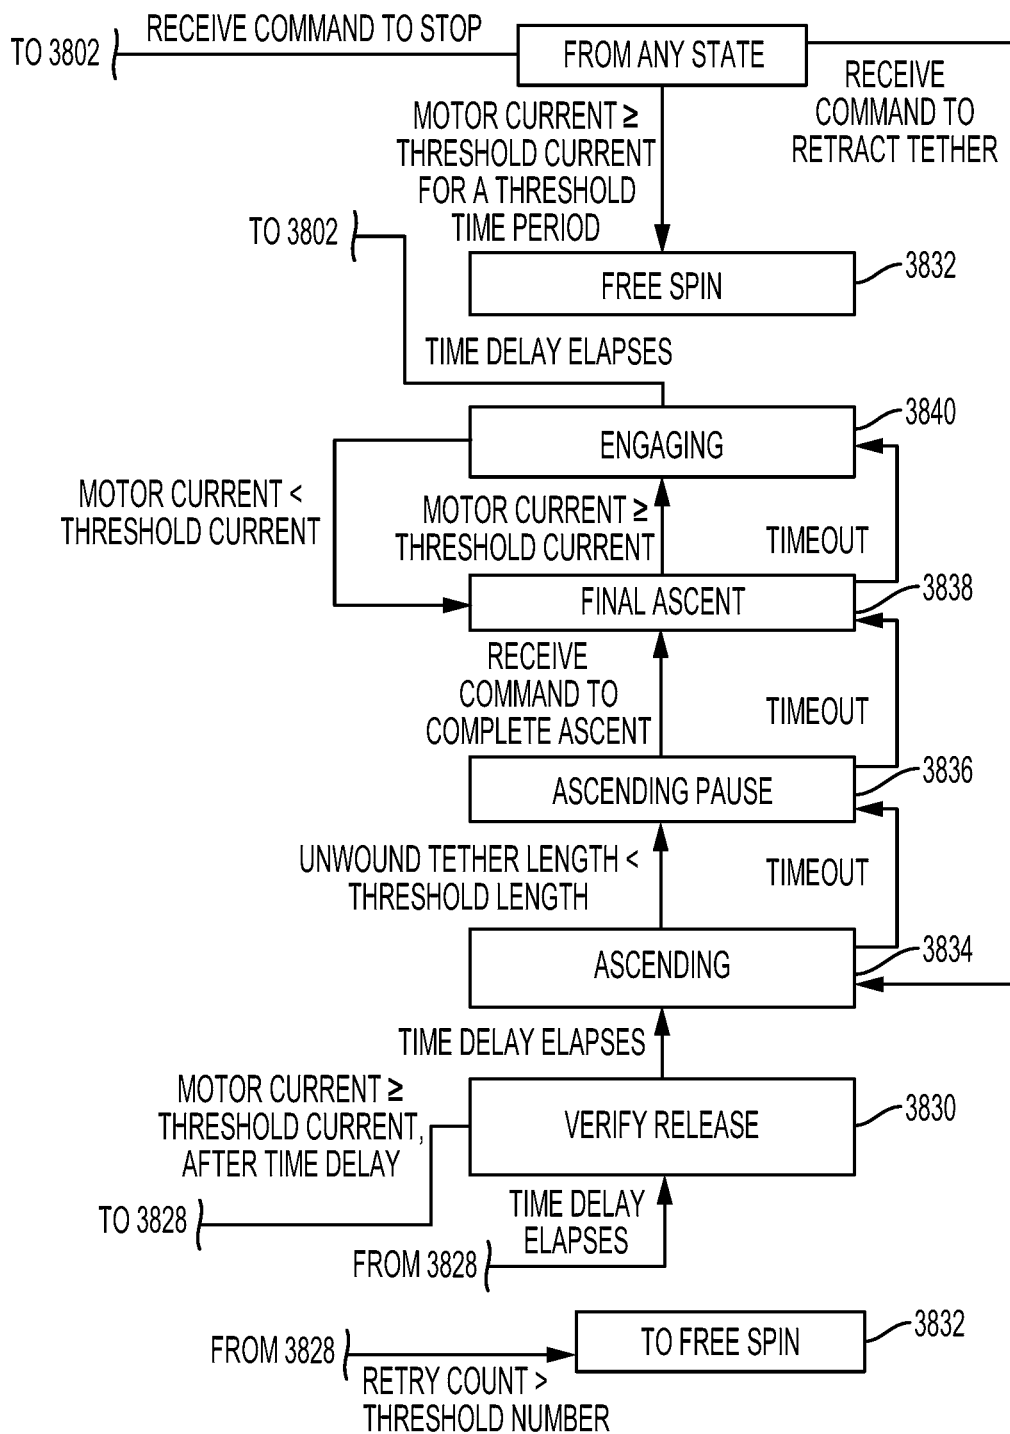 RECEIVE COMMAND TO STOP
TO 3802
FROM ANY STATE
RECEIVE
COMMAND TO
RETRACT TETHER
MOTOR CURRENT ≥
THRESHOLD CURRENT
FOR A THRESHOLD
TIME PERIOD
TO 3802
FREE SPIN
3832
TIME DELAY ELAPSES
ENGAGING
3840
MOTOR CURRENT <
THRESHOLD CURRENT
MOTOR CURRENT ≥
THRESHOLD CURRENT
TIMEOUT
FINAL ASCENT
3838
RECEIVE
COMMAND TO
COMPLETE ASCENT
TIMEOUT
ASCENDING PAUSE
3836
UNWOUND TETHER LENGTH <
THRESHOLD LENGTH
TIMEOUT
ASCENDING
3834
TIME DELAY ELAPSES
MOTOR CURRENT ≥
THRESHOLD CURRENT,
AFTER TIME DELAY
VERIFY RELEASE
3830
TO 3828
TIME DELAY
ELAPSES
FROM 3828
TO FREE SPIN
3832
FROM 3828
RETRY COUNT >
THRESHOLD NUMBER